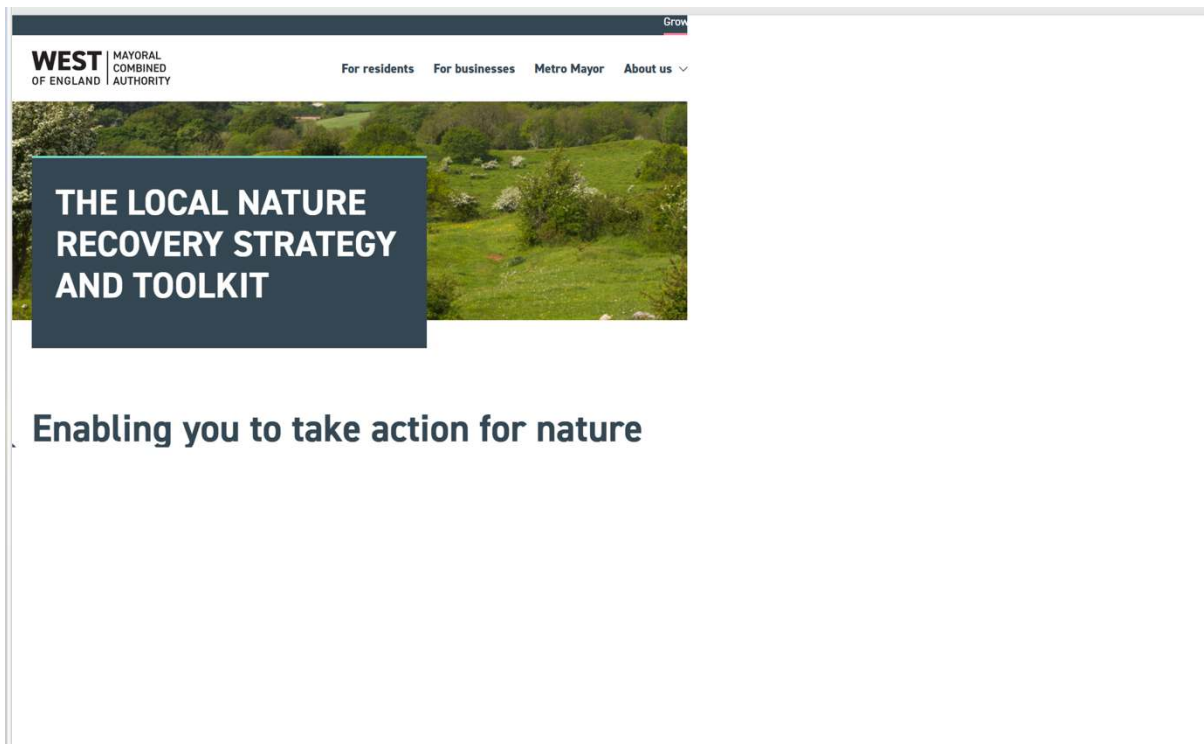 Grow
WEST
OF ENGLAND
MAYORAL
COMBINED
AUTHORITY
For residents For businesses Metro Mayor About us
THE LOCAL NATURE
RECOVERY STRATEGY
AND TOOLKIT
Enabling you to take action for nature